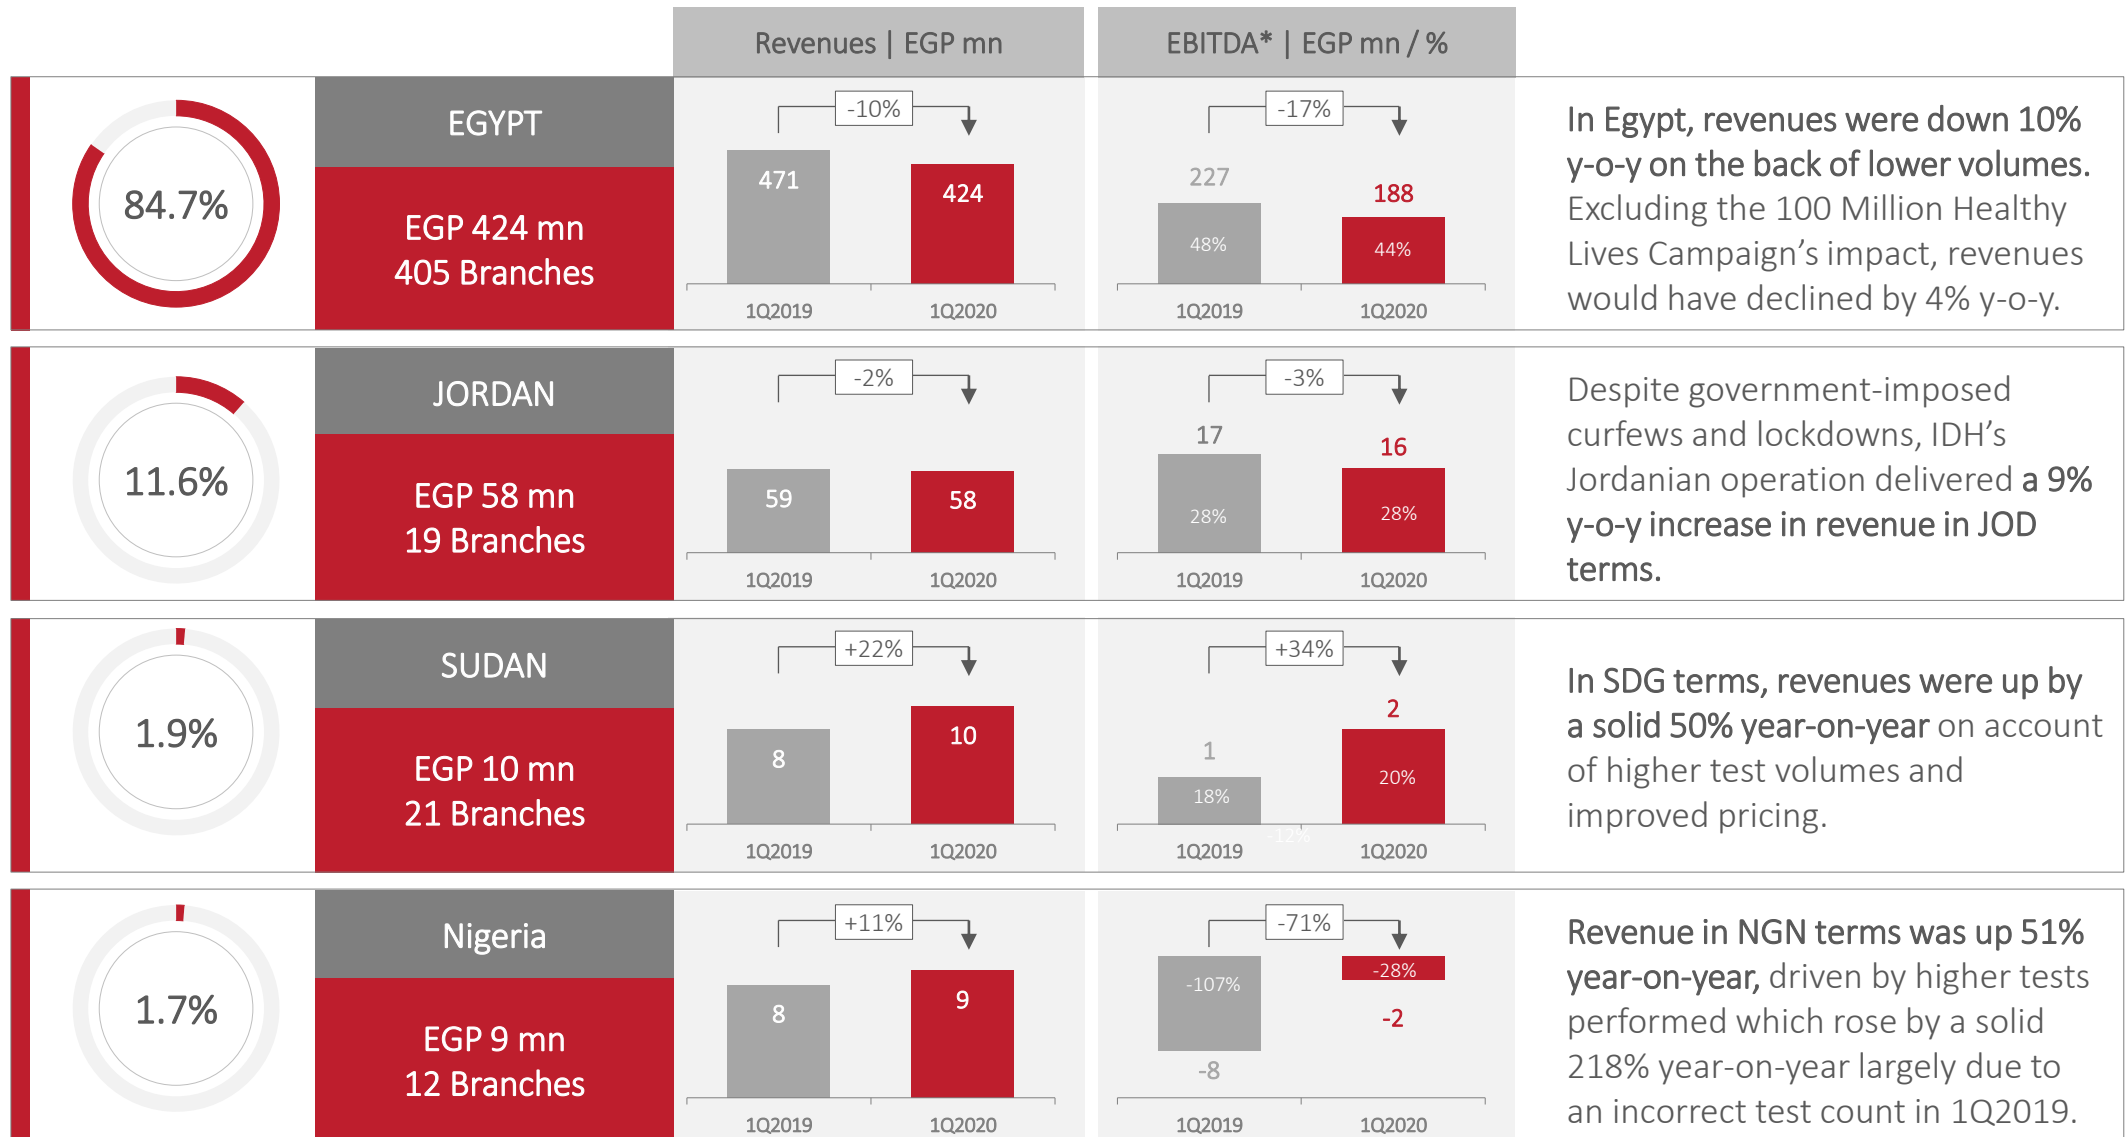 Revenues | EGP mn
EBITDA* | EGP mn / %
84.7%
EGYPT
EGP 424 mn
405 Branches
-10%
471
424
1Q2019
1Q2020
-17%
227
188
48%
44%
1Q2019
1Q2020
In Egypt, revenues were down 10%
y-o-y on the back of lower volumes.
Excluding the 100 Million Healthy
Lives Campaign’s impact, revenues
would have declined by 4% y-o-y.
11.6%
JORDAN
EGP 58 mn
19 Branches
-2%
59
58
1Q2019
1Q2020
-3%
17
16
28%
28%
1Q2019
1Q2020
Despite government-imposed
curfews and lockdowns, IDH’s
Jordanian operation delivered a 9%
y-o-y increase in revenue in JOD
terms.
1.9%
SUDAN
EGP 10 mn
21 Branches
+22%
8
10
1Q2019
1Q2020
+34%
1
2
18%
20%
-12%
1Q2019
1Q2020
In SDG terms, revenues were up by
a solid 50% year-on-year on account
of higher test volumes and
improved pricing.
1.7%
Nigeria
EGP 9 mn
12 Branches
+11%
8
9
1Q2019
1Q2020
-71%
-107%
-28%
-8
-2
1Q2019
1Q2020
Revenue in NGN terms was up 51%
year-on-year, driven by higher tests
performed which rose by a solid
218% year-on-year largely due to
an incorrect test count in 1Q2019.